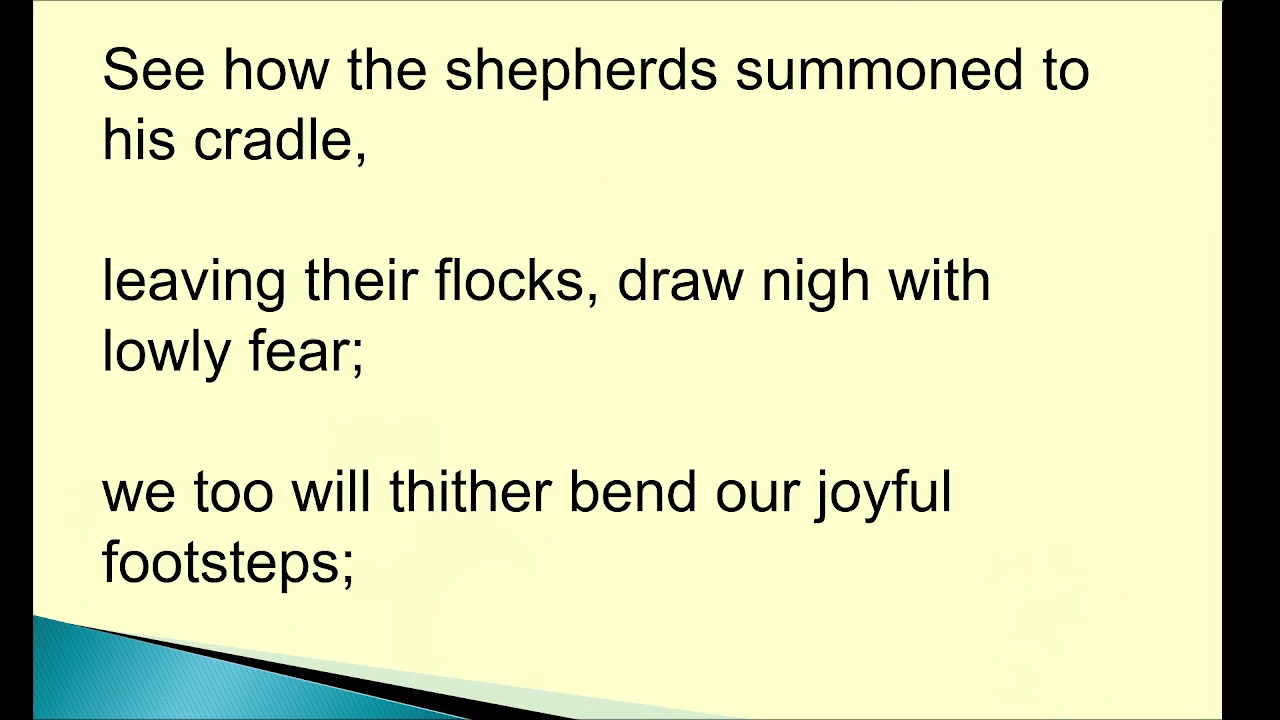 See how the shepherds summoned to
his cradle,
leaving their flocks, draw nigh with
lowly fear;
we too will thither bend our joyful
footsteps;